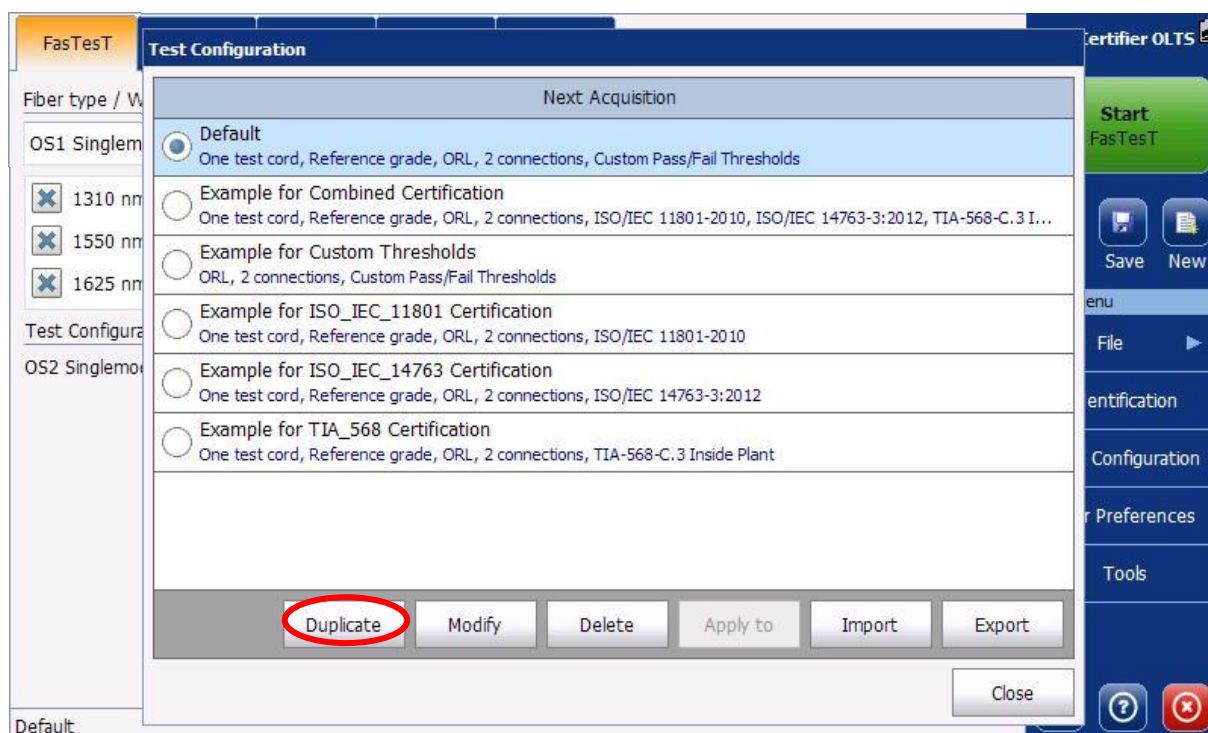 FasTesT
Test Configuration
Certifier OLTS
Fiber type / W
OS1 Singlem
1310 nm
1550 nm
1625 nm
Test Configura
OS2 Singlemo
Default
Next Acquisition
Default
One test cord, Reference grade, ORL, 2 connections, Custom Pass/Fail Thresholds
Example for Combined Certification
One test cord, Reference grade, ORL, 2 connections, ISO/IEC 11801-2010, ISO/IEC 14763-3:2012, TIA-568-C.3 I...
Example for Custom Thresholds
ORL, 2 connections, Custom Pass/Fail Thresholds
Example for ISO_IEC_11801 Certification
One test cord, Reference grade, ORL, 2 connections, ISO/IEC 11801-2010
Example for ISO_IEC_14763 Certification
One test cord, Reference grade, ORL, 2 connections, ISO/IEC 14763-3:2012
Example for TIA_568 Certification
One test cord, Reference grade, ORL, 2 connections, TIA-568-C.3 Inside Plant
Duplicate Modify Delete Apply to Import Export
Close
Start
FasTesT
Save New
enu
File
entification
Configuration
r Preferences
Tools